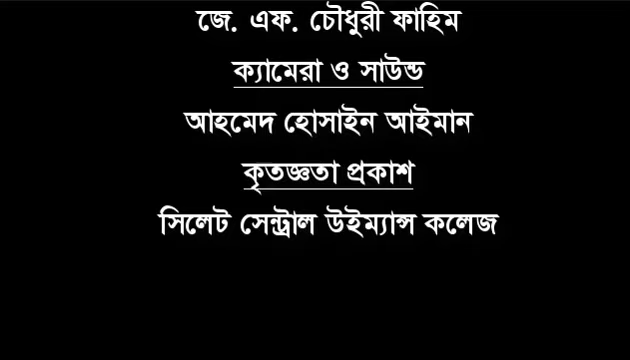 জে. এফ. চৌধুরী ফাহিম
ক্যামেরা ও সাউন্ড
আহমেদ হোসাইন আইমান
কৃতজ্ঞতা প্রকাশ
সিলেট সেন্ট্রাল উইম্যান্স কলেজ